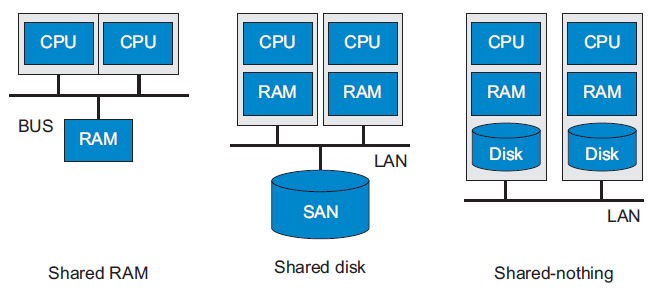 CPU CPU
BUS
RAM
Shared RAM
CPU CPU
RAM RAM
LAN
SAN
Shared disk
CPU CPU
RAM RAM
Disk Disk
LAN
Shared-nothing